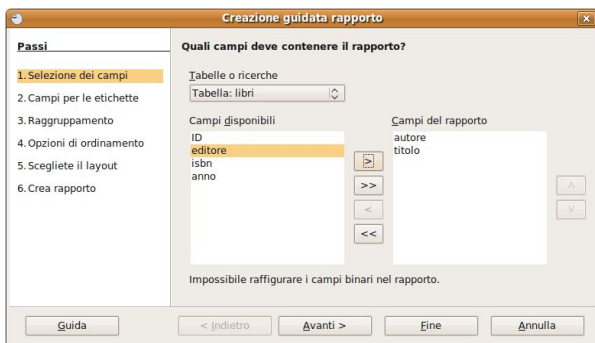 Creazione guidata rapporto
Passi
1. Selezione dei campi
2. Campi per le etichette
3. Raggruppamento
4. Opzioni di ordinamento
5. Scegliete il layout
6. Crea rapporto
Quali campi deve contenere il rapporto?
Tabelle o ricerche
Tabella: libri
Campi disponibili
ID
editore
isbn
anno
>
>>
<
<<
Campi del rapporto
autore
titolo
Impossibile raffigurare i campi binari nel rapporto.
Guida
< Indietro
Avanti >
Fine
Annulla